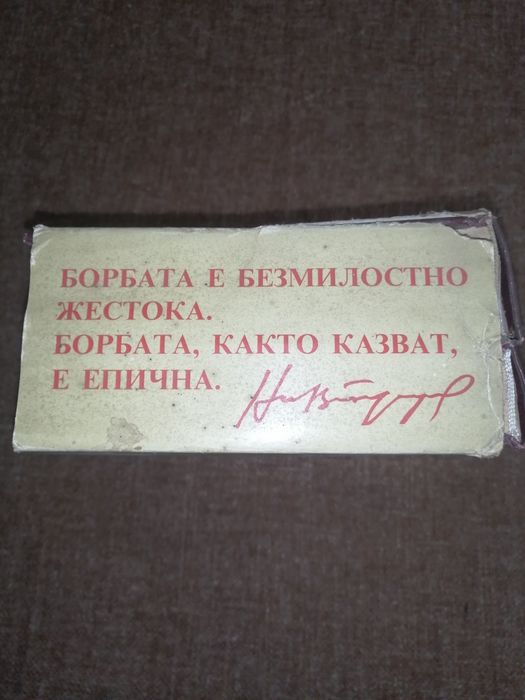 БОРБАТА Е БЕЗМИЛОСТНО
ЖЕСТОКА.
БОРБАТА, КАКТО КАЗВАТ,
Е ЕПИЧНА.